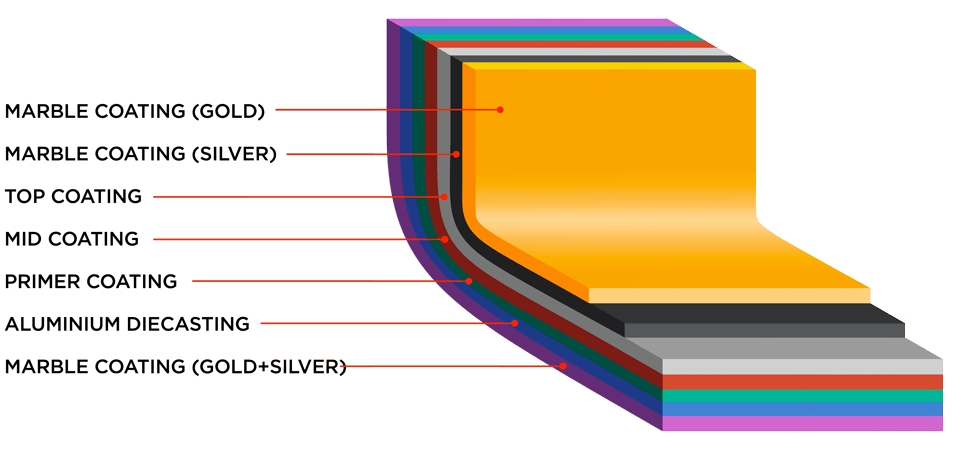 MARBLE COATING (GOLD)
MARBLE COATING (SILVER)
TOP COATING
MID COATING
PRIMER COATING
ALUMINIUM DIECASTING
MARBLE COATING (GOLD+SILVER)